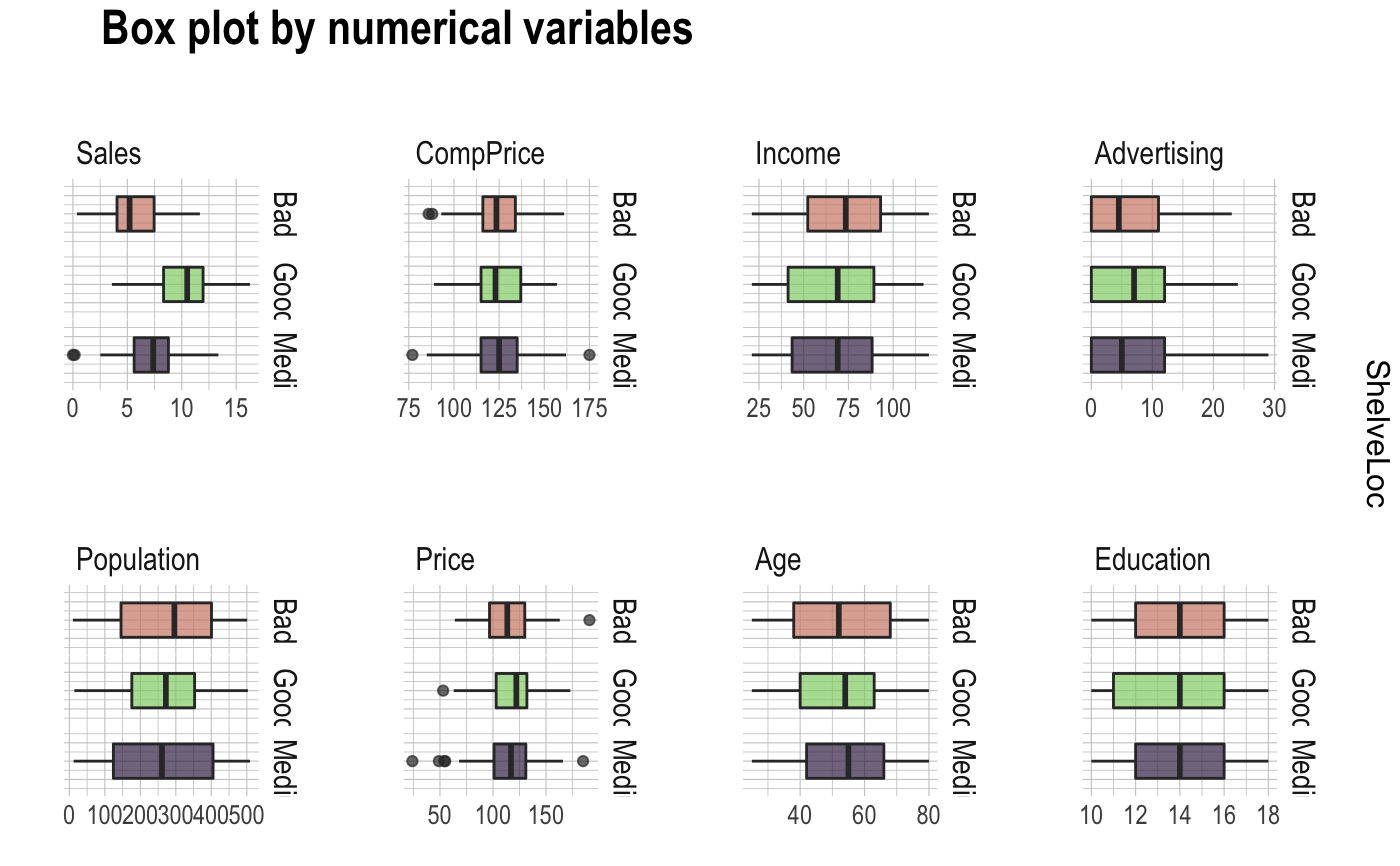 Box plot by numerical variables
Sales
CompPrice
Income
Advertising
Bad
Bad
Bad
Bad
Gooc
Gooc
Gooc
Gooc
Medi
Medi
Medi
Medi
0 5 10 15
75 100 125 150 175
25 50 75 100
0 10 20 30
ShelveLoc
Population
Price
Age
Education
Bad
Bad
Bad
Bad
Gooc
Gooc
Gooc
Gooc
Medi
Medi
Medi
Medi
0 100200300400500
50 100 150
40 60 80
10 12 14 16 18